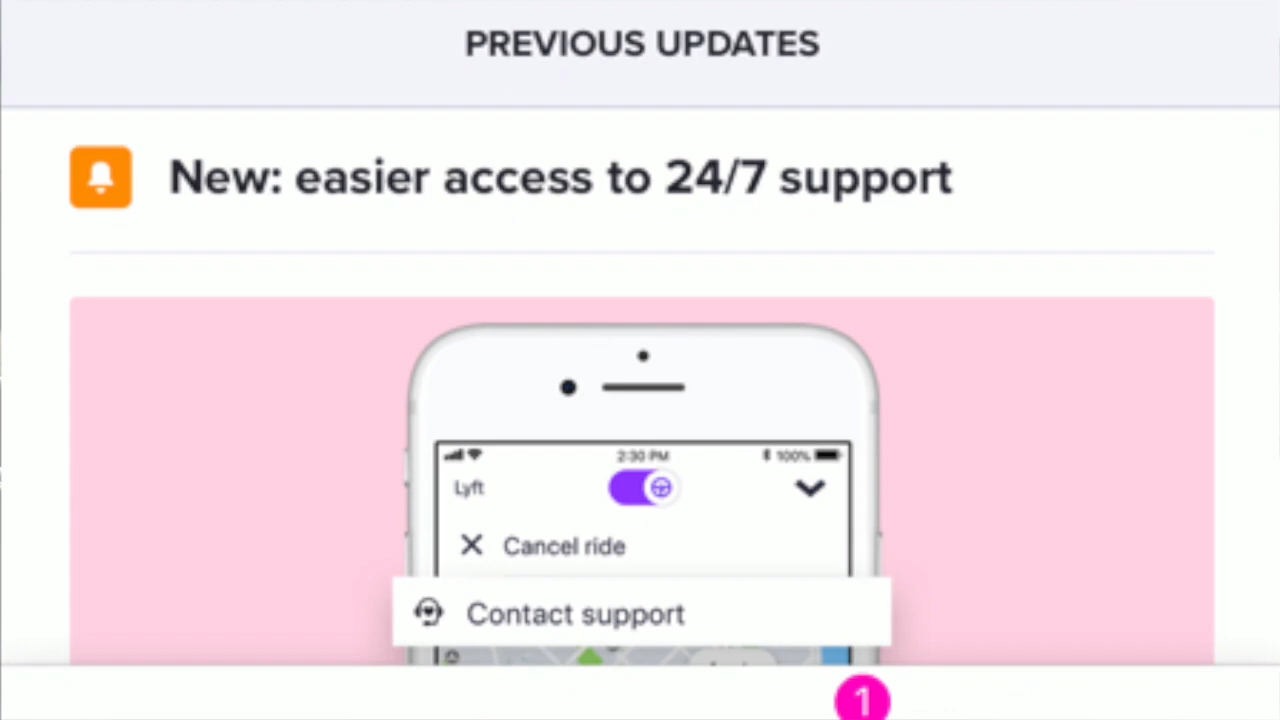 PREVIOUS UPDATES
New: easier access to 24/7 support
2:30 PM
100%
Lyft
Cancel ride
Contact support
1